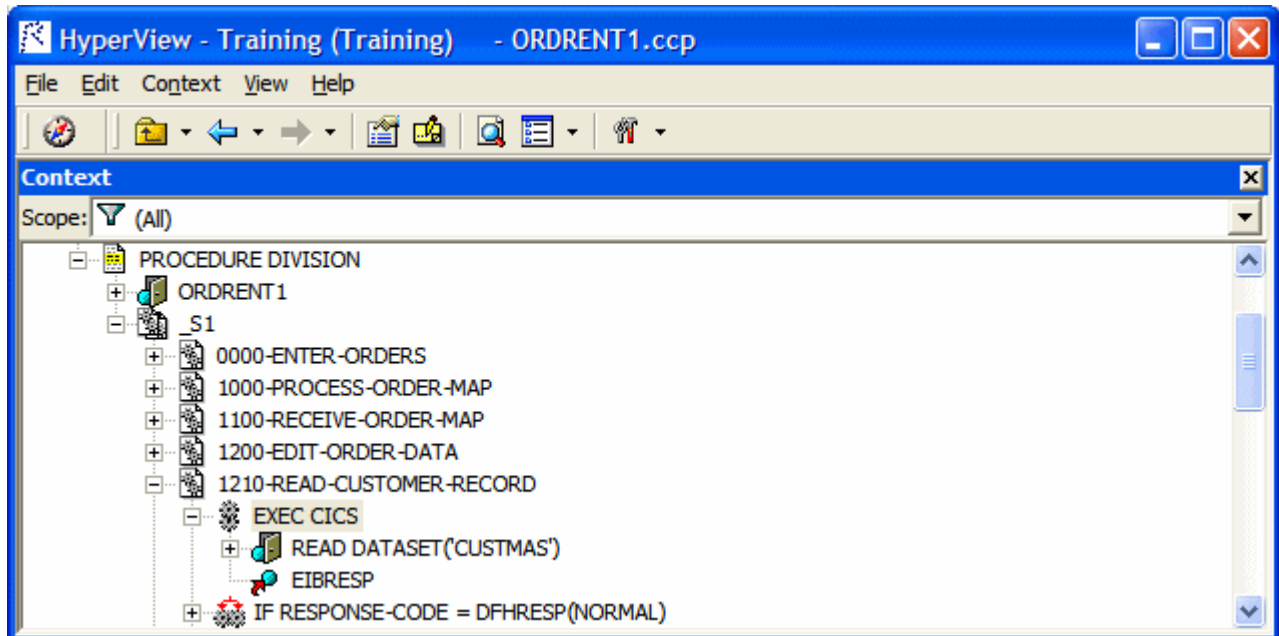 HyperView - Training (Training) - ORDRENT1.ccp
File Edit Context View Help
Context
Scope: (All)
PROCEDURE DIVISION
ORDRENT1
_S1
0000-ENTER-ORDERS
1000-PROCESS-ORDER-MAP
1100-RECEIVE-ORDER-MAP
1200-EDIT-ORDER-DATA
1210-READ-CUSTOMER-RECORD
EXEC CICS
READ DATASET('CUSTMAS')
EIBRESP
IF RESPONSE-CODE = DFHRESP(NORMAL)